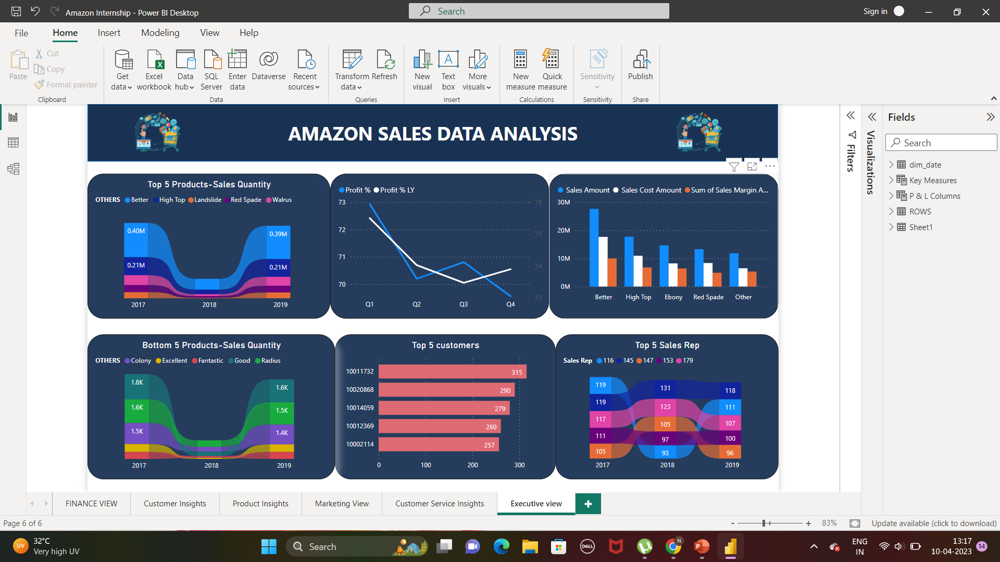 Amazon Internship - Power BI Desktop
Search
Sign in
File Home Insert Modeling View Help
Paste
Cut
Copy
Format painter
Clipboard
Get data
Excel workbook
Data hub
SQL Server
Enter data
Dataverse
Recent sources
Data
Transform data
Refresh
Queries
New visual
Text box
More visuals
Insert
New measure
Quick measure
Calculations
Sensitivity
Sensitivity
Publish
Share
AMAZON SALES DATA ANALYSIS
Top 5 Products-Sales Quantity
OTHERS Better High Top Landslide Red Spade Walrus
0.40M 0.39M
0.21M 0.21M
2017 2018 2019
Profit % Profit % LY
73 76
72 75
71 74
70 73
Q1 Q2 Q3 Q4
Sales Amount Sales Cost Amount Sum of Sales Margin A...
30M
20M
10M
0M
Better High Top Ebony Red Spade Other
Bottom 5 Products-Sales Quantity
OTHERS Colony Excellent Fantastic Good Radius
1.8K 1.6K
1.6K 1.5K
1.5K 1.4K
2017 2018 2019
Top 5 customers
10011732 315
10020868 290
10014059 279
10012369 260
10002114 257
0 100 200 300
Top 5 Sales Rep
Sales Rep 116 145 147 153 179
119 131 118
119 123 111
117 105 107
111 97 100
105 93 96
2017 2018 2019
Filters
Visualizations
Fields
Search
dim_date
Key Measures
P & L Columns
ROWS
Sheet1
FINANCE VIEW Customer Insights Product Insights Marketing View Customer Service Insights Executive view +
Page 6 of 6
- + 83%
Update available (click to download)
UV
32°C
Very high UV
Search
DELL
N
P
ENG
IN
13:17
10-04-2023
14